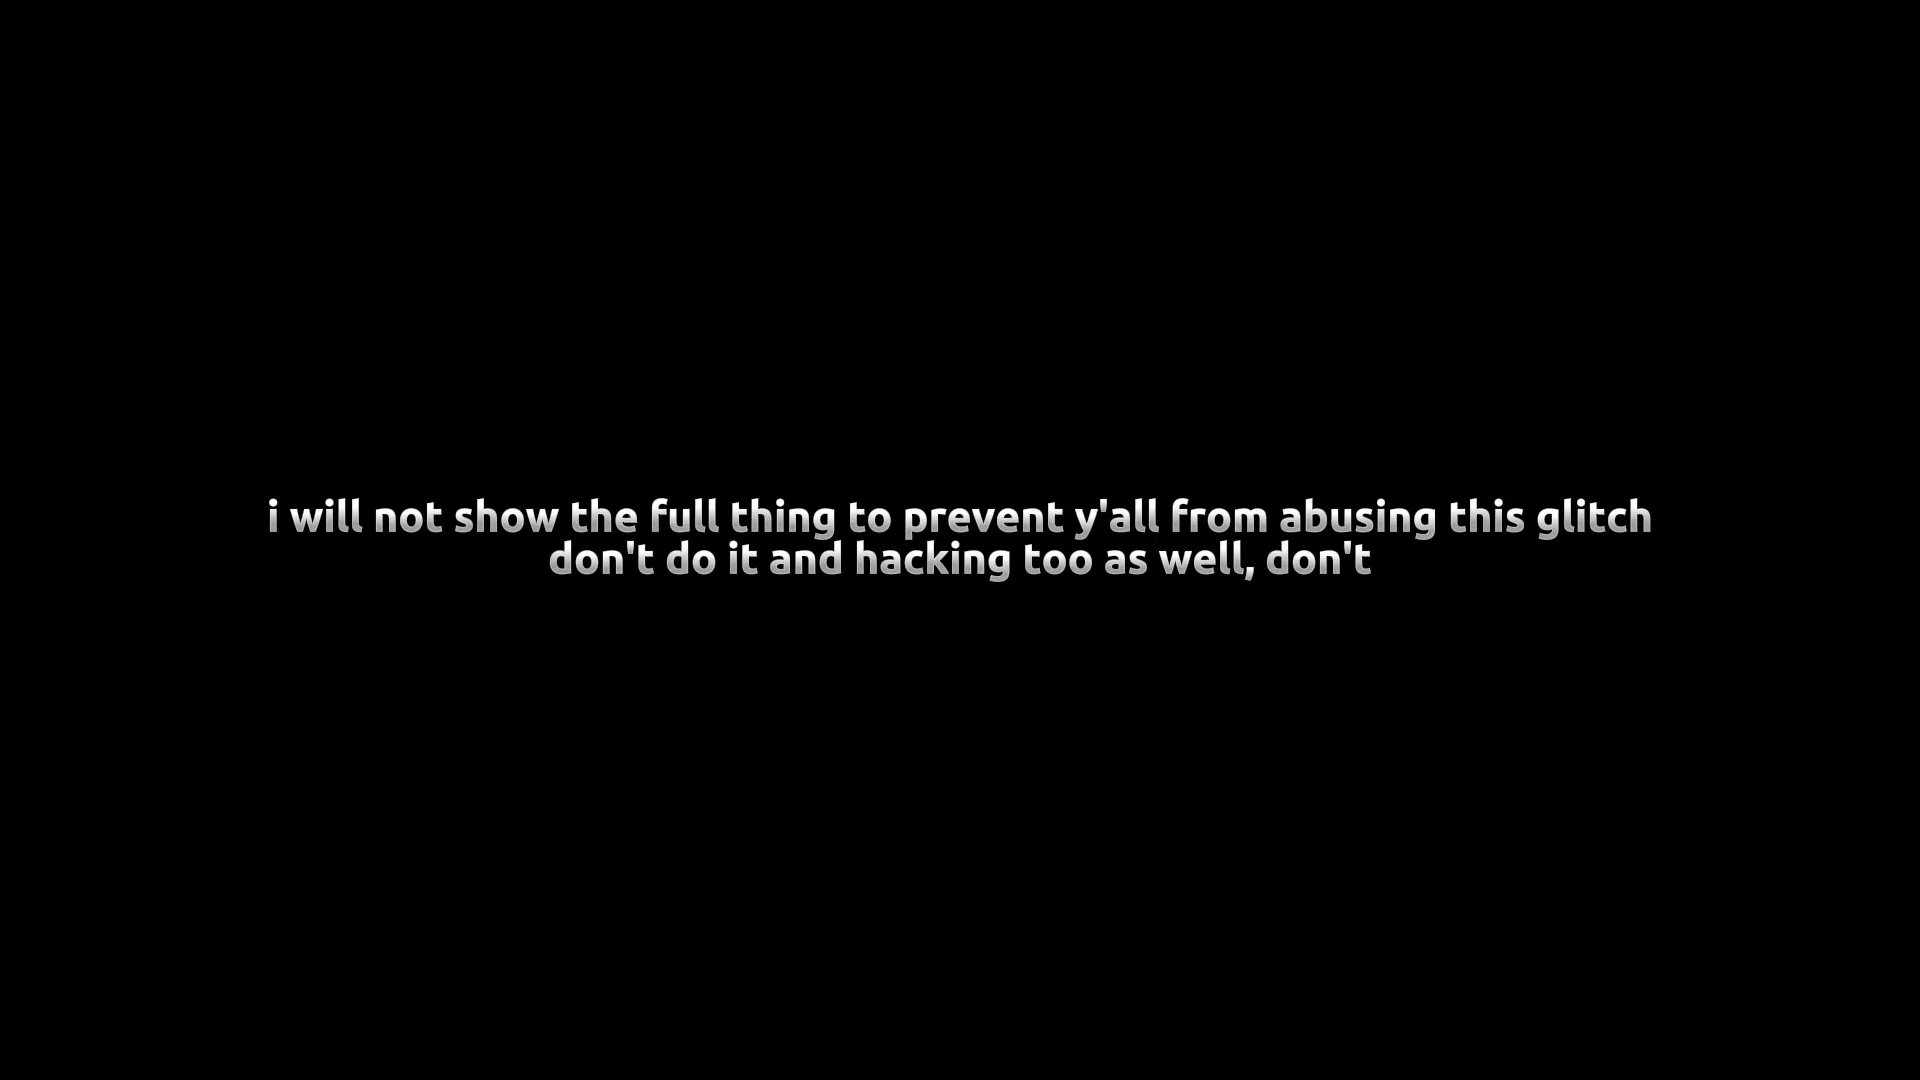 i will not show the full thing to prevent y'all from abusing this glitch
don't do it and hacking too as well, don't